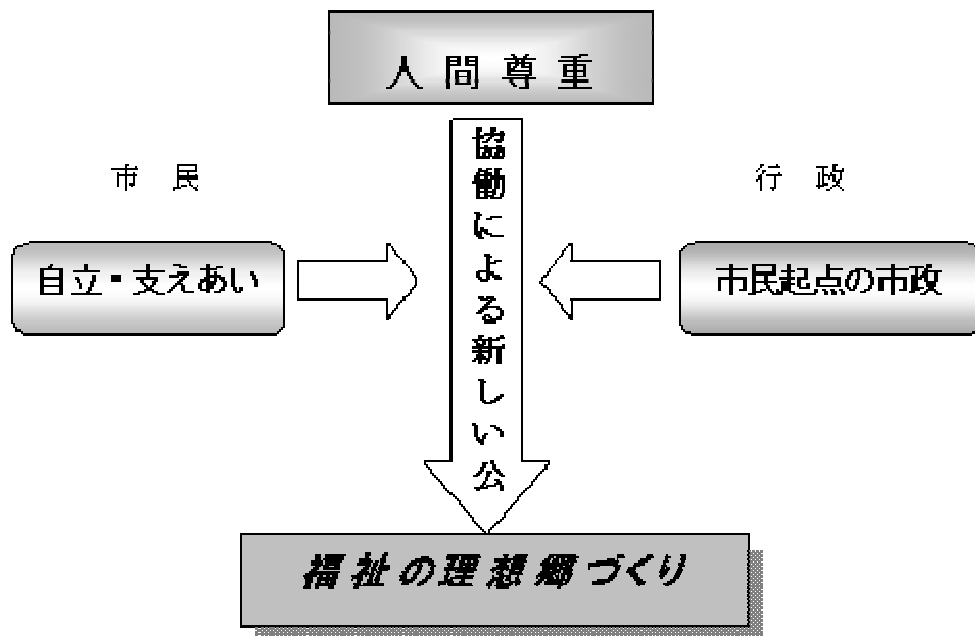 人間尊重
協働による新しい公
市民
行政
自立・支えあい
市民起点の市政
福祉の理想郷づくり